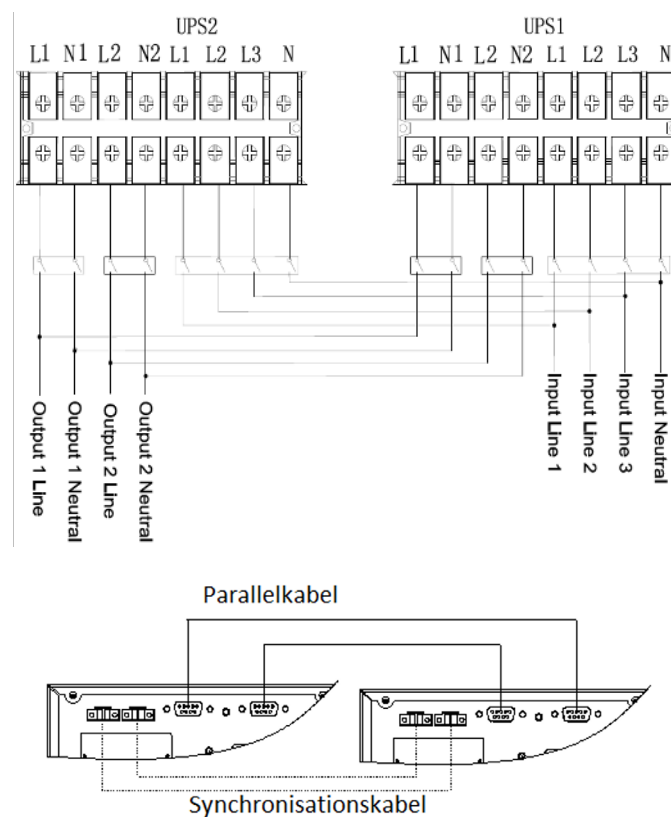 UPS2 UPS1
L1 N1 L2 N2 L1 L2 L3 N L1 N1 L2 N2 L1 L2 L3 N
Output 1 Line
Output 1 Neutral
Output 2 Line
Output 2 Neutral
Input Line 1
Input Line 2
Input Line 3
Input Neutral
Parallelkabel
Synchronisationskabel